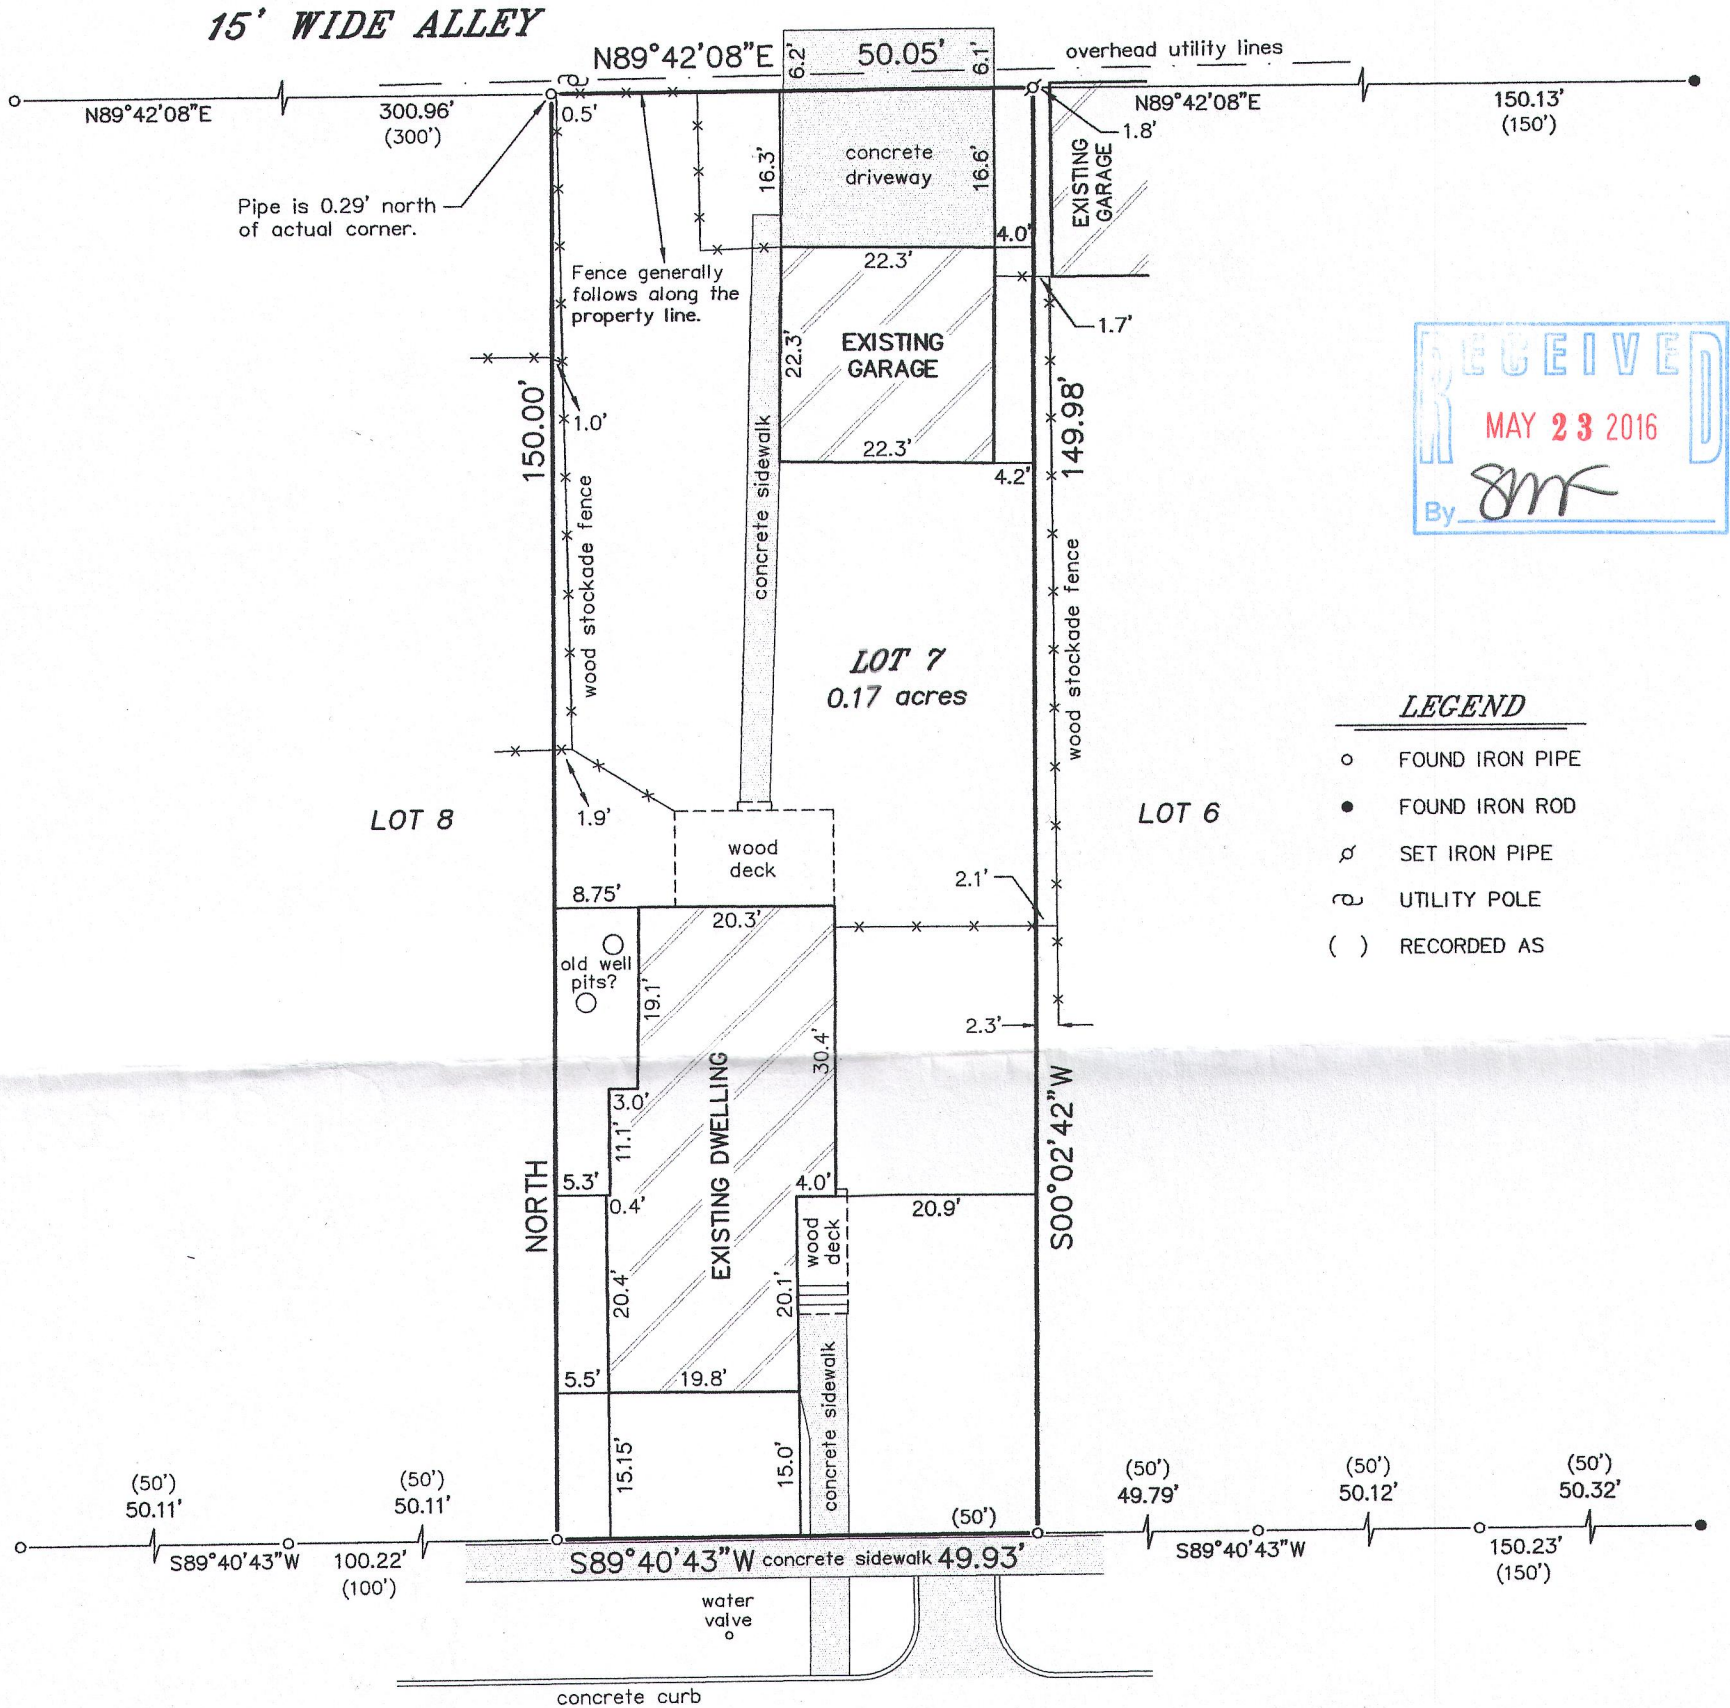 15' WIDE ALLEY
N89°42'08"E
6.2'
50.05'
6.1'
overhead utility lines
N89°42'08"E
300.96'
(300')
0.5'
N89°42'08"E
150.13'
(150')
1.8'
concrete
driveway
16.3'
16.6'
EXISTING
GARAGE
Pipe is 0.29' north
of actual corner.
4.0'
22.3'
Fence generally
follows along the
property line.
1.7'
EXISTING
GARAGE
22.3'
22.3'
4.2'
150.00'
1.0'
149.98'
RECEIVED
MAY 23 2016
By
concrete sidewalk
wood stockade fence
wood stockade fence
LOT 7
0.17 acres
LEGEND
FOUND IRON PIPE
FOUND IRON ROD
SET IRON PIPE
UTILITY POLE
( ) RECORDED AS
LOT 8
1.9'
LOT 6
wood
deck
8.75'
20.3'
2.1'
old well
pits?
19.1'
2.3'
30.4'
3.0'
11.1'
EXISTING DWELLING
NORTH
S00°02'42"W
5.3'
0.4'
4.0'
20.9'
wood
deck
20.4'
20.1'
5.5'
19.8'
concrete sidewalk
15.15'
15.0'
(50')
50.11'
(50')
50.11'
(50')
(50')
49.79'
(50')
50.12'
(50')
50.32'
S89°40'43"W
100.22'
(100')
S89°40'43"W concrete sidewalk 49.93'
S89°40'43"W
150.23'
(150')
water
valve
concrete curb